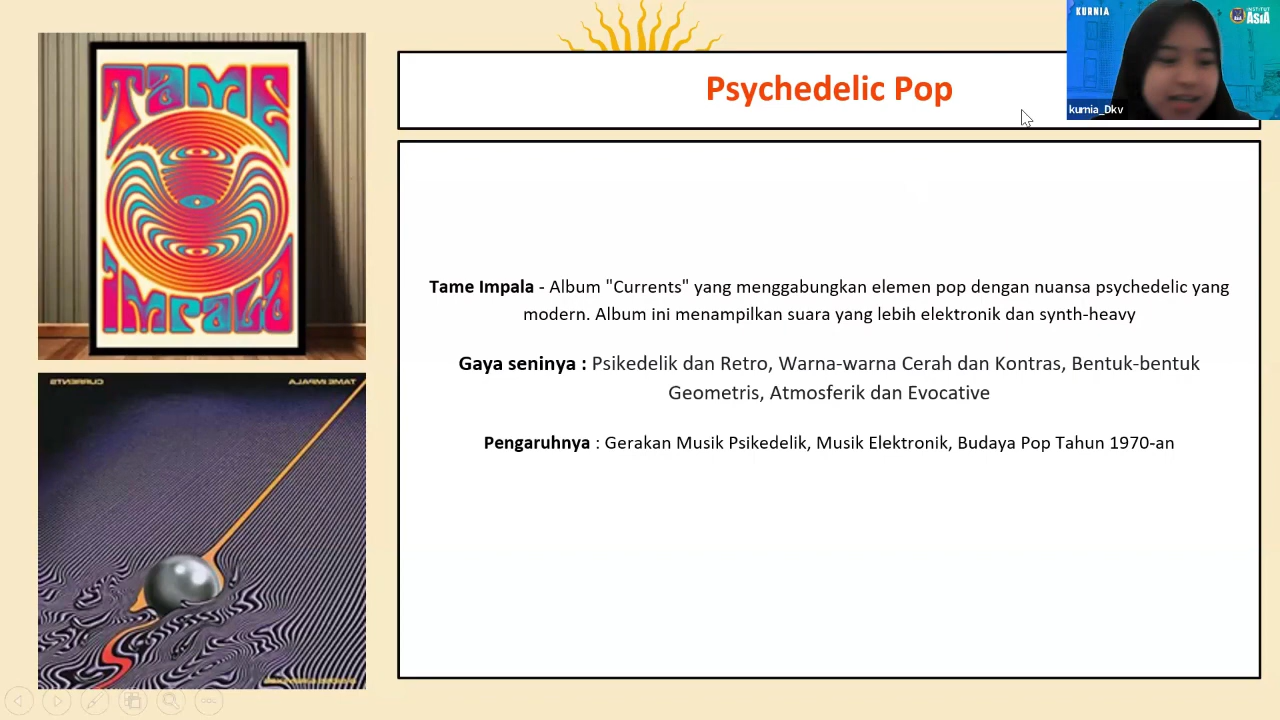 TAME
IMPALA
CURRENTS
TAME IMPALA
Psychedelic Pop
KURNIA
INSTITUT
ASIA
kurnia_Dkv
Tame Impala - Album "Currents" yang menggabungkan elemen pop dengan nuansa psychedelic yang
modern. Album ini menampilkan suara yang lebih elektronik dan synth-heavy
Gaya seninya : Psikedelik dan Retro, Warna-warna Cerah dan Kontras, Bentuk-bentuk
Geometris, Atmosferik dan Evocative
Pengaruhnya : Gerakan Musik Psikedelik, Musik Elektronik, Budaya Pop Tahun 1970-an